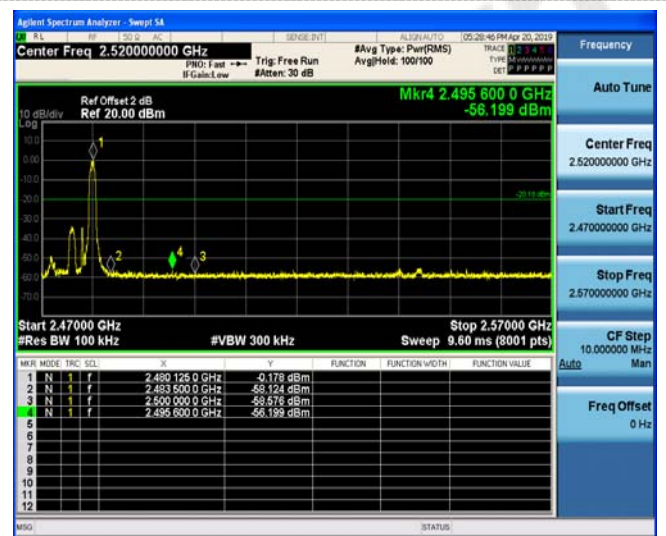 Agilent Spectrum Analyzer - Swept SA
RL RF 50 Ω AC SENSE:INT ALIGN AUTO 05:28:46 PM Apr 20, 2019
Center Freq 2.520000000 GHz #Avg Type: Pwr(RMS) TRACE 1 2 3 4 5 6
PNO: Fast Trig: Free Run Avg|Hold: 100/100 TYPE
IFGain:Low #Atten: 30 dB DET P P P P P P
Mkr4 2.495 600 0 GHz
-56.199 dBm
Ref Offset 2 dB
10 dB/div Ref 20.00 dBm
Log
10.0
0.00
-10.0
-20.0
-30.0
-40.0
-50.0
-60.0
-70.0
1
2
4
3
Start 2.47000 GHz Stop 2.57000 GHz
#Res BW 100 kHz #VBW 300 kHz Sweep 9.60 ms (8001 pts)
MKR MODE TRC SCL X Y FUNCTION FUNCTION WIDTH FUNCTION VALUE
1 N 1 f 2.480 125 0 GHz -0.178 dBm
2 N 1 f 2.483 500 0 GHz -58.124 dBm
3 N 1 f 2.500 000 0 GHz -58.576 dBm
4 N 1 f 2.495 600 0 GHz -56.199 dBm
5
6
7
8
9
10
11
12
MSG STATUS
Frequency
Auto Tune
Center Freq
2.520000000 GHz
Start Freq
2.470000000 GHz
Stop Freq
2.570000000 GHz
CF Step
10.000000 MHz
Auto Man
Freq Offset
0 Hz